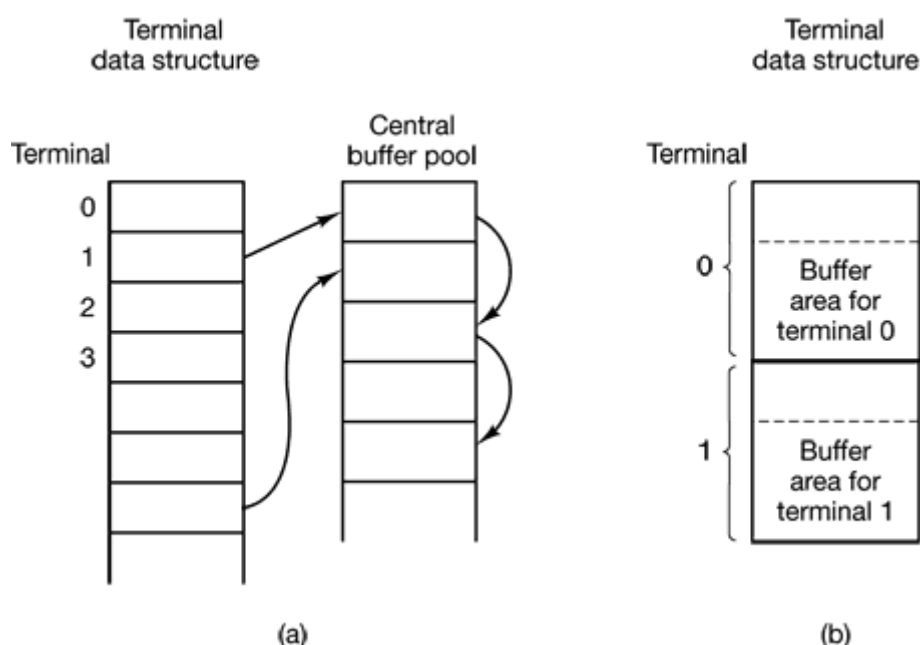 Terminal
data structure
Central
buffer pool
Terminal
0
1
2
3
(a)
Terminal
data structure
Terminal
0
Buffer
area for
terminal 0
1
Buffer
area for
terminal 1
(b)